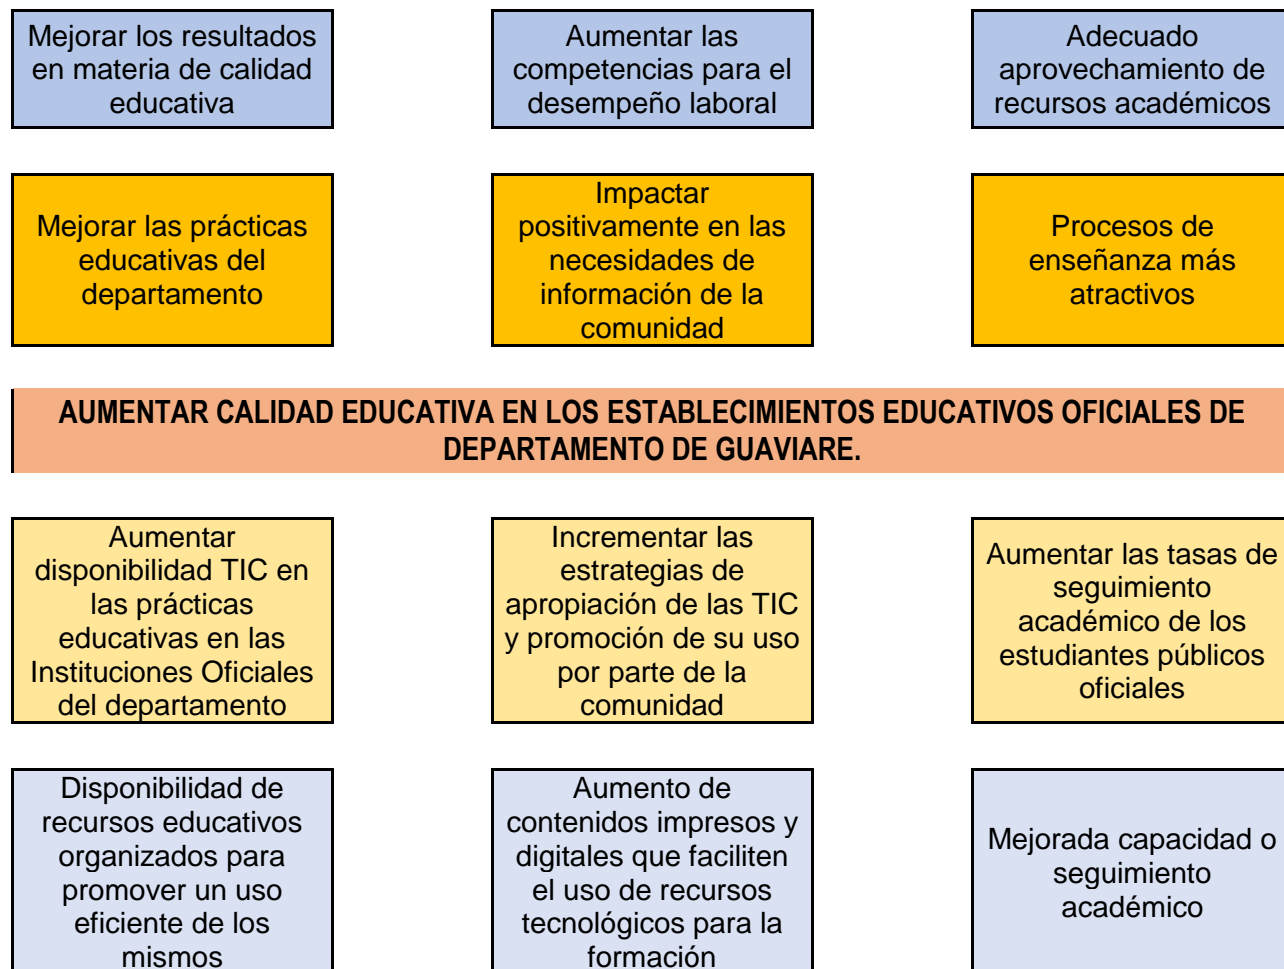 Mejorar los resultados
en materia de calidad
educativa
Aumentar las
competencias para el
desempeño laboral
Adecuado
aprovechamiento de
recursos académicos
Mejorar las prácticas
educativas del
departamento
Impactar
positivamente en las
necesidades de
información de la
comunidad
Procesos de
enseñanza más
atractivos
AUMENTAR CALIDAD EDUCATIVA EN LOS ESTABLECIMIENTOS EDUCATIVOS OFICIALES DE
DEPARTAMENTO DE GUAVIARE.
Aumentar
disponibilidad TIC en
las prácticas
educativas en las
Instituciones Oficiales
del departamento
Incrementar las
estrategias de
apropiación de las TIC
y promoción de su uso
por parte de la
comunidad
Aumentar las tasas de
seguimiento
académico de los
estudiantes públicos
oficiales
Disponibilidad de
recursos educativos
organizados para
promover un uso
eficiente de los
mismos
Aumento de
contenidos impresos y
digitales que faciliten
el uso de recursos
tecnológicos para la
formación
Mejorada capacidad o
seguimiento
académico